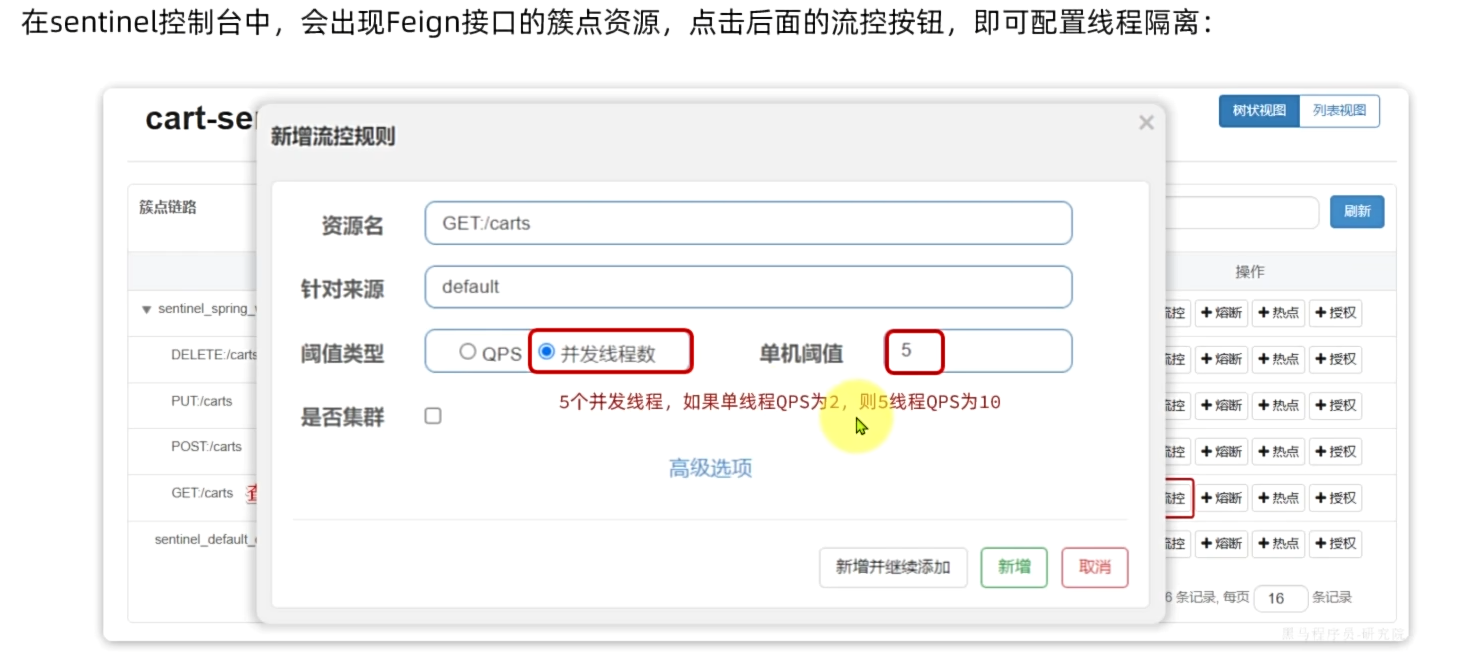 在sentinel控制台中，会出现Feign接口的簇点资源，点击后面的流控按钮，即可配置线程隔离：
cart-se
树状视图 列表视图
新增流控规则
×
簇点链路
刷新
资源名 GET:/carts
操作
针对来源 default
sentinel_spring_
流控 +熔断 +热点 +授权
阈值类型 QPS 并发线程数 单机阈值 5
DELETE:/carts
流控 +熔断 +热点 +授权
5个并发线程，如果单线程QPS为2，则5线程QPS为10
PUT:/carts
流控 +熔断 +热点 +授权
是否集群
POST:/carts
流控 +熔断 +热点 +授权
高级选项
GET:/carts
流控 +熔断 +热点 +授权
sentinel_default_
流控 +熔断 +热点 +授权
新增并继续添加 新增 取消
6 条记录, 每页 16 条记录
黑马程序员-研究院